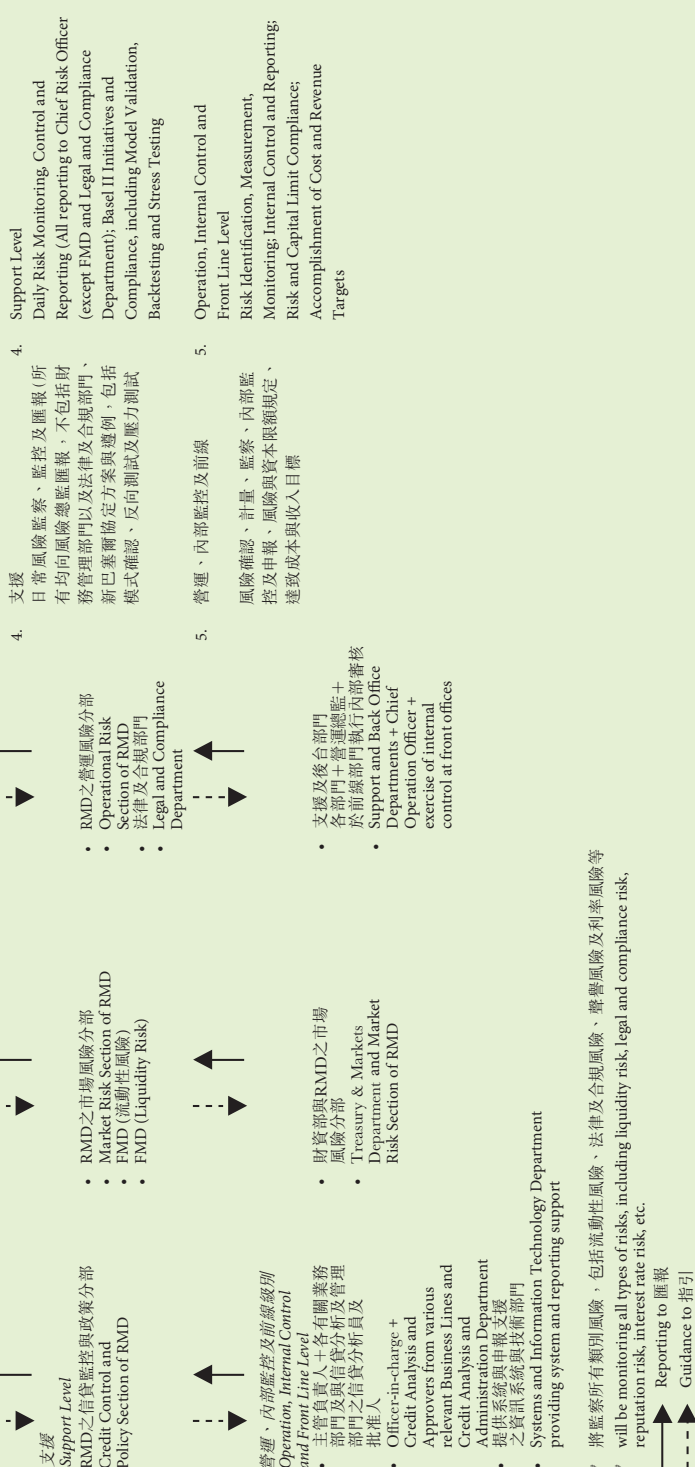 支援
Support Level
RMD之信貸監控與政策分部
Credit Control and
Policy Section of RMD
• RMD之市場風險分部
• Market Risk Section of RMD
• FMD (流動性風險)
• FMD (Liquidity Risk)
• RMD之營運風險分部
• Operational Risk
Section of RMD
• 法律及合規部門
• Legal and Compliance
Department
4. 支援
日常風險監察、監控及匯報(所
有均向風險總監匯報，不包括財
務管理部門以及法律及合規部門、
新巴塞爾協定方案與遵例，包括
模式確認、反向測試及壓力測試
4. Support Level
Daily Risk Monitoring, Control and
Reporting (All reporting to Chief Risk Officer
(except FMD and Legal and Compliance
Department); Basel II Initiatives and
Compliance, including Model Validation,
Backtesting and Stress Testing
營運、內部監控及前線級別
Operation, Internal Control
and Front Line Level
• 主管負責人＋各有關業務
部門及與信貸分析及管理
部門之信貸分析員及
批准人
• Officer-in-charge +
Credit Analysis and
Approvers from various
relevant Business Lines and
Credit Analysis and
Administration Department
• 提供系統與申報支援
之資訊系統與技術部門
• Systems and Information Technology Department
providing system and reporting support
• 財資部與RMD之市場
風險分部
• Treasury & Markets
Department and Market
Risk Section of RMD
• 支援及後台部門
各部門＋營運總監＋
於前線部門執行內部審核
• Support and Back Office
Departments + Chief
Operation Officer +
exercise of internal
control at front offices
5. 營運、內部監控及前線
風險確認、計量、監察、內部監
控及申報、風險與資本限額規定、
達致成本與收入目標
5. Operation, Internal Control and
Front Line Level
Risk Identification, Measurement,
Monitoring; Internal Control and Reporting;
Risk and Capital Limit Compliance;
Accomplishment of Cost and Revenue
Targets
將監察所有類別風險，包括流動性風險、法律及合規風險、聲譽風險及利率風險等
will be monitoring all types of risks, including liquidity risk, legal and compliance risk,
reputation risk, interest rate risk, etc.
Reporting to 匯報
Guidance to 指引